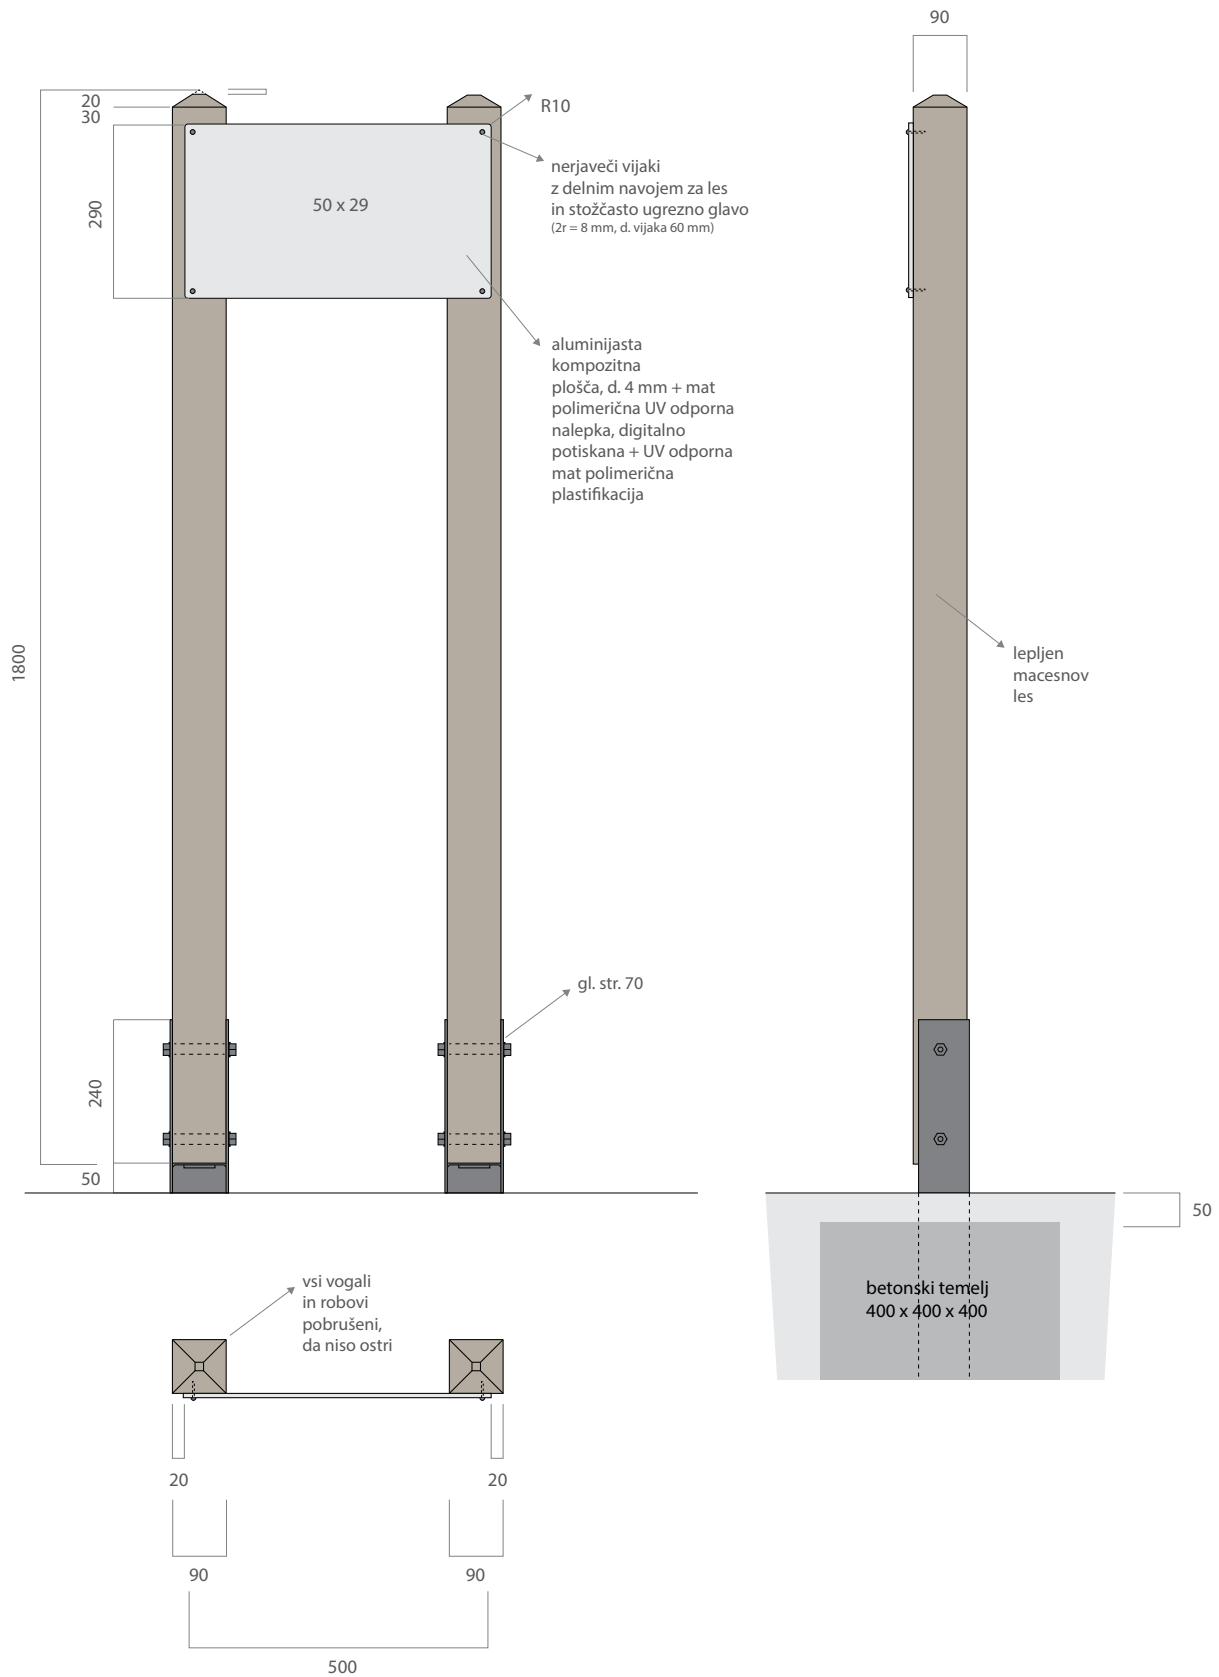 90
20
30
R10
nerjaveči vijaki
z delnim navojem za les
in stožčasto ugrezno glavo
(2r = 8 mm, d. vijaka 60 mm)
290
50 x 29
aluminijasta
kompozitna
plošča, d. 4 mm + mat
polimerična UV odporna
nalepka, digitalno
potiskana + UV odporna
mat polimerična
plastifikacija
1800
lepljen
macesnov
les
gl. str. 70
240
50
50
betonski temelj
400 x 400 x 400
vsi vogali
in robovi
pobrušeni,
da niso ostri
20
20
90
90
500